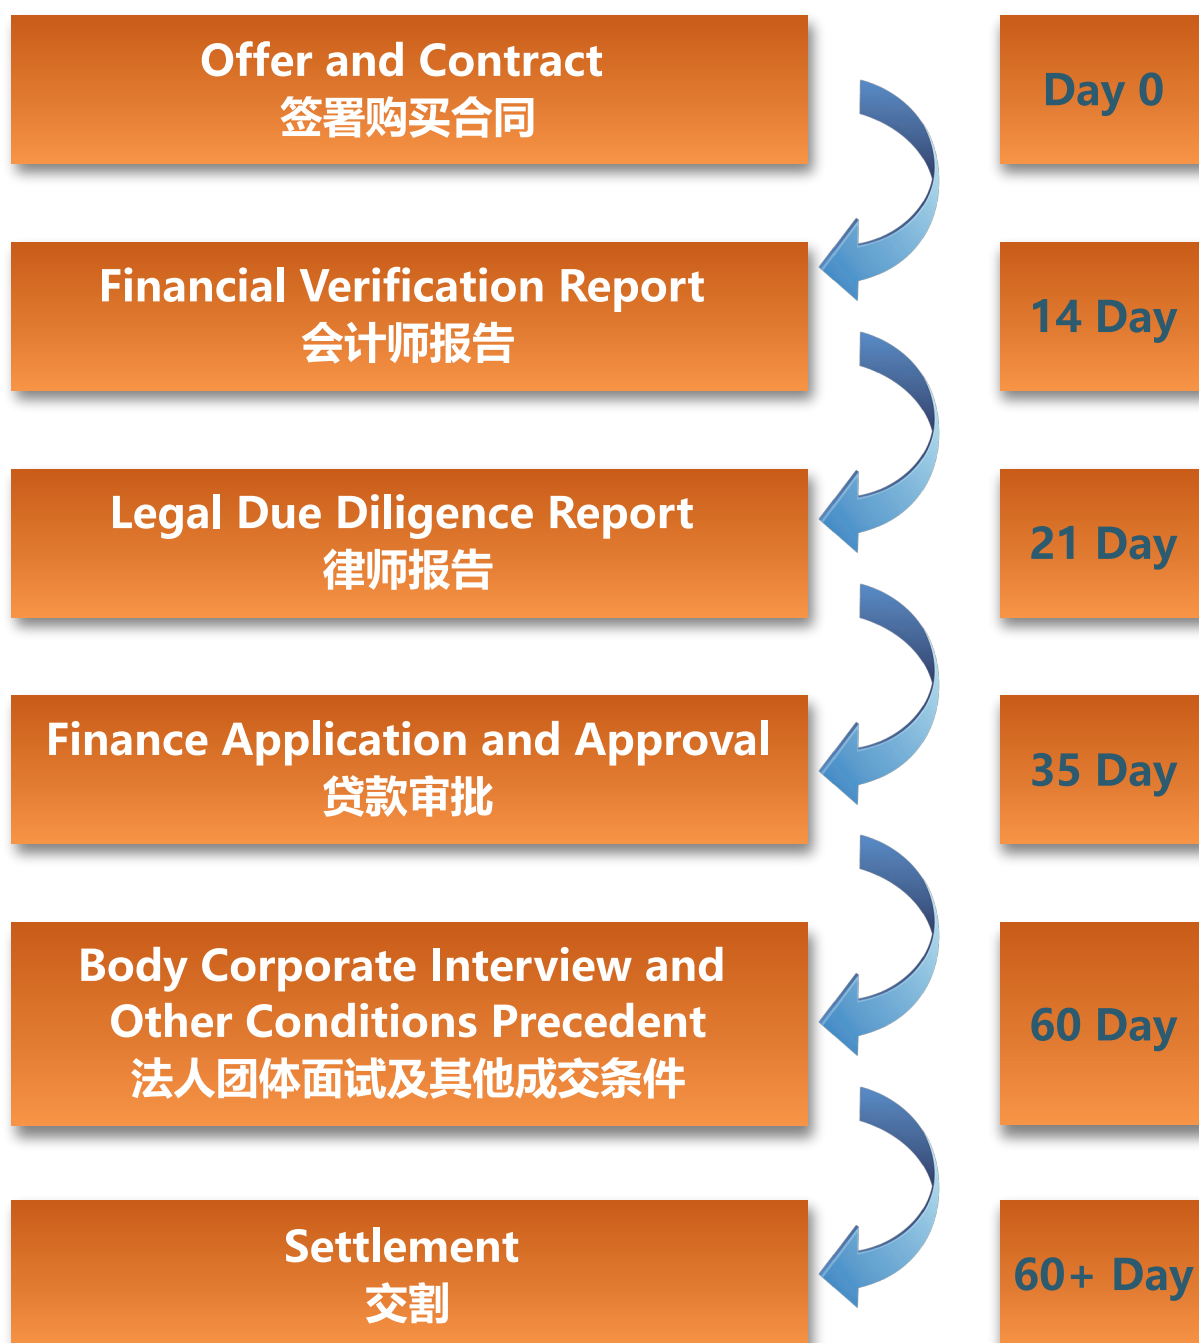 Offer and Contract
签署购买合同
Day 0
Financial Verification Report
会计师报告
14 Day
Legal Due Diligence Report
律师报告
21 Day
Finance Application and Approval
贷款审批
35 Day
Body Corporate Interview and
Other Conditions Precedent
法人团体面试及其他成交条件
60 Day
Settlement
交割
60+ Day